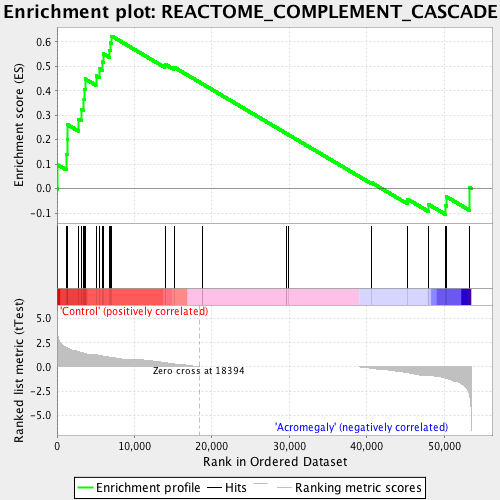 Enrichment plot: REACTOME_COMPLEMENT_CASCADE
Enrichment score (ES)
0.6
0.5
0.4
0.3
0.2
0.1
0.0
-0.1
'Control' (positively correlated)
Ranked list metric (tTest)
5.0
2.5
0.0
-2.5
-5.0
Zero cross at 18394
'Acromegaly' (negatively correlated)
0
10,000
20,000
30,000
40,000
50,000
Rank in Ordered Dataset
Enrichment profile
Hits
Ranking metric scores